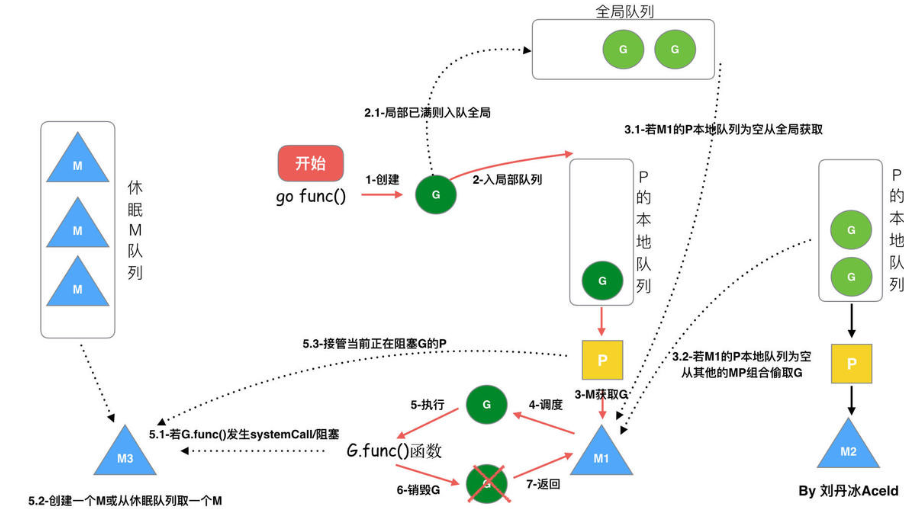 全局队列
G
G
2.1-局部已满则入队全局
3.1-若M1的P本地队列为空从全局获取
开始
go func()
1-创建
G
2-入局部队列
P的本地队列
G
P的本地队列
G
G
休眠M队列
M
M
M
5.3-接管当前正在阻塞G的P
P
3-M获取G
3.2-若M1的P本地队列为空
从其他的MP组合偷取G
P
5-执行
G
4-调度
5.1-若G.func()发生systemCall/阻塞
G.func()函数
M3
M1
M2
6-销毁G
G
7-返回
5.2-创建一个M或从休眠队列取一个M
By 刘丹冰Aceld